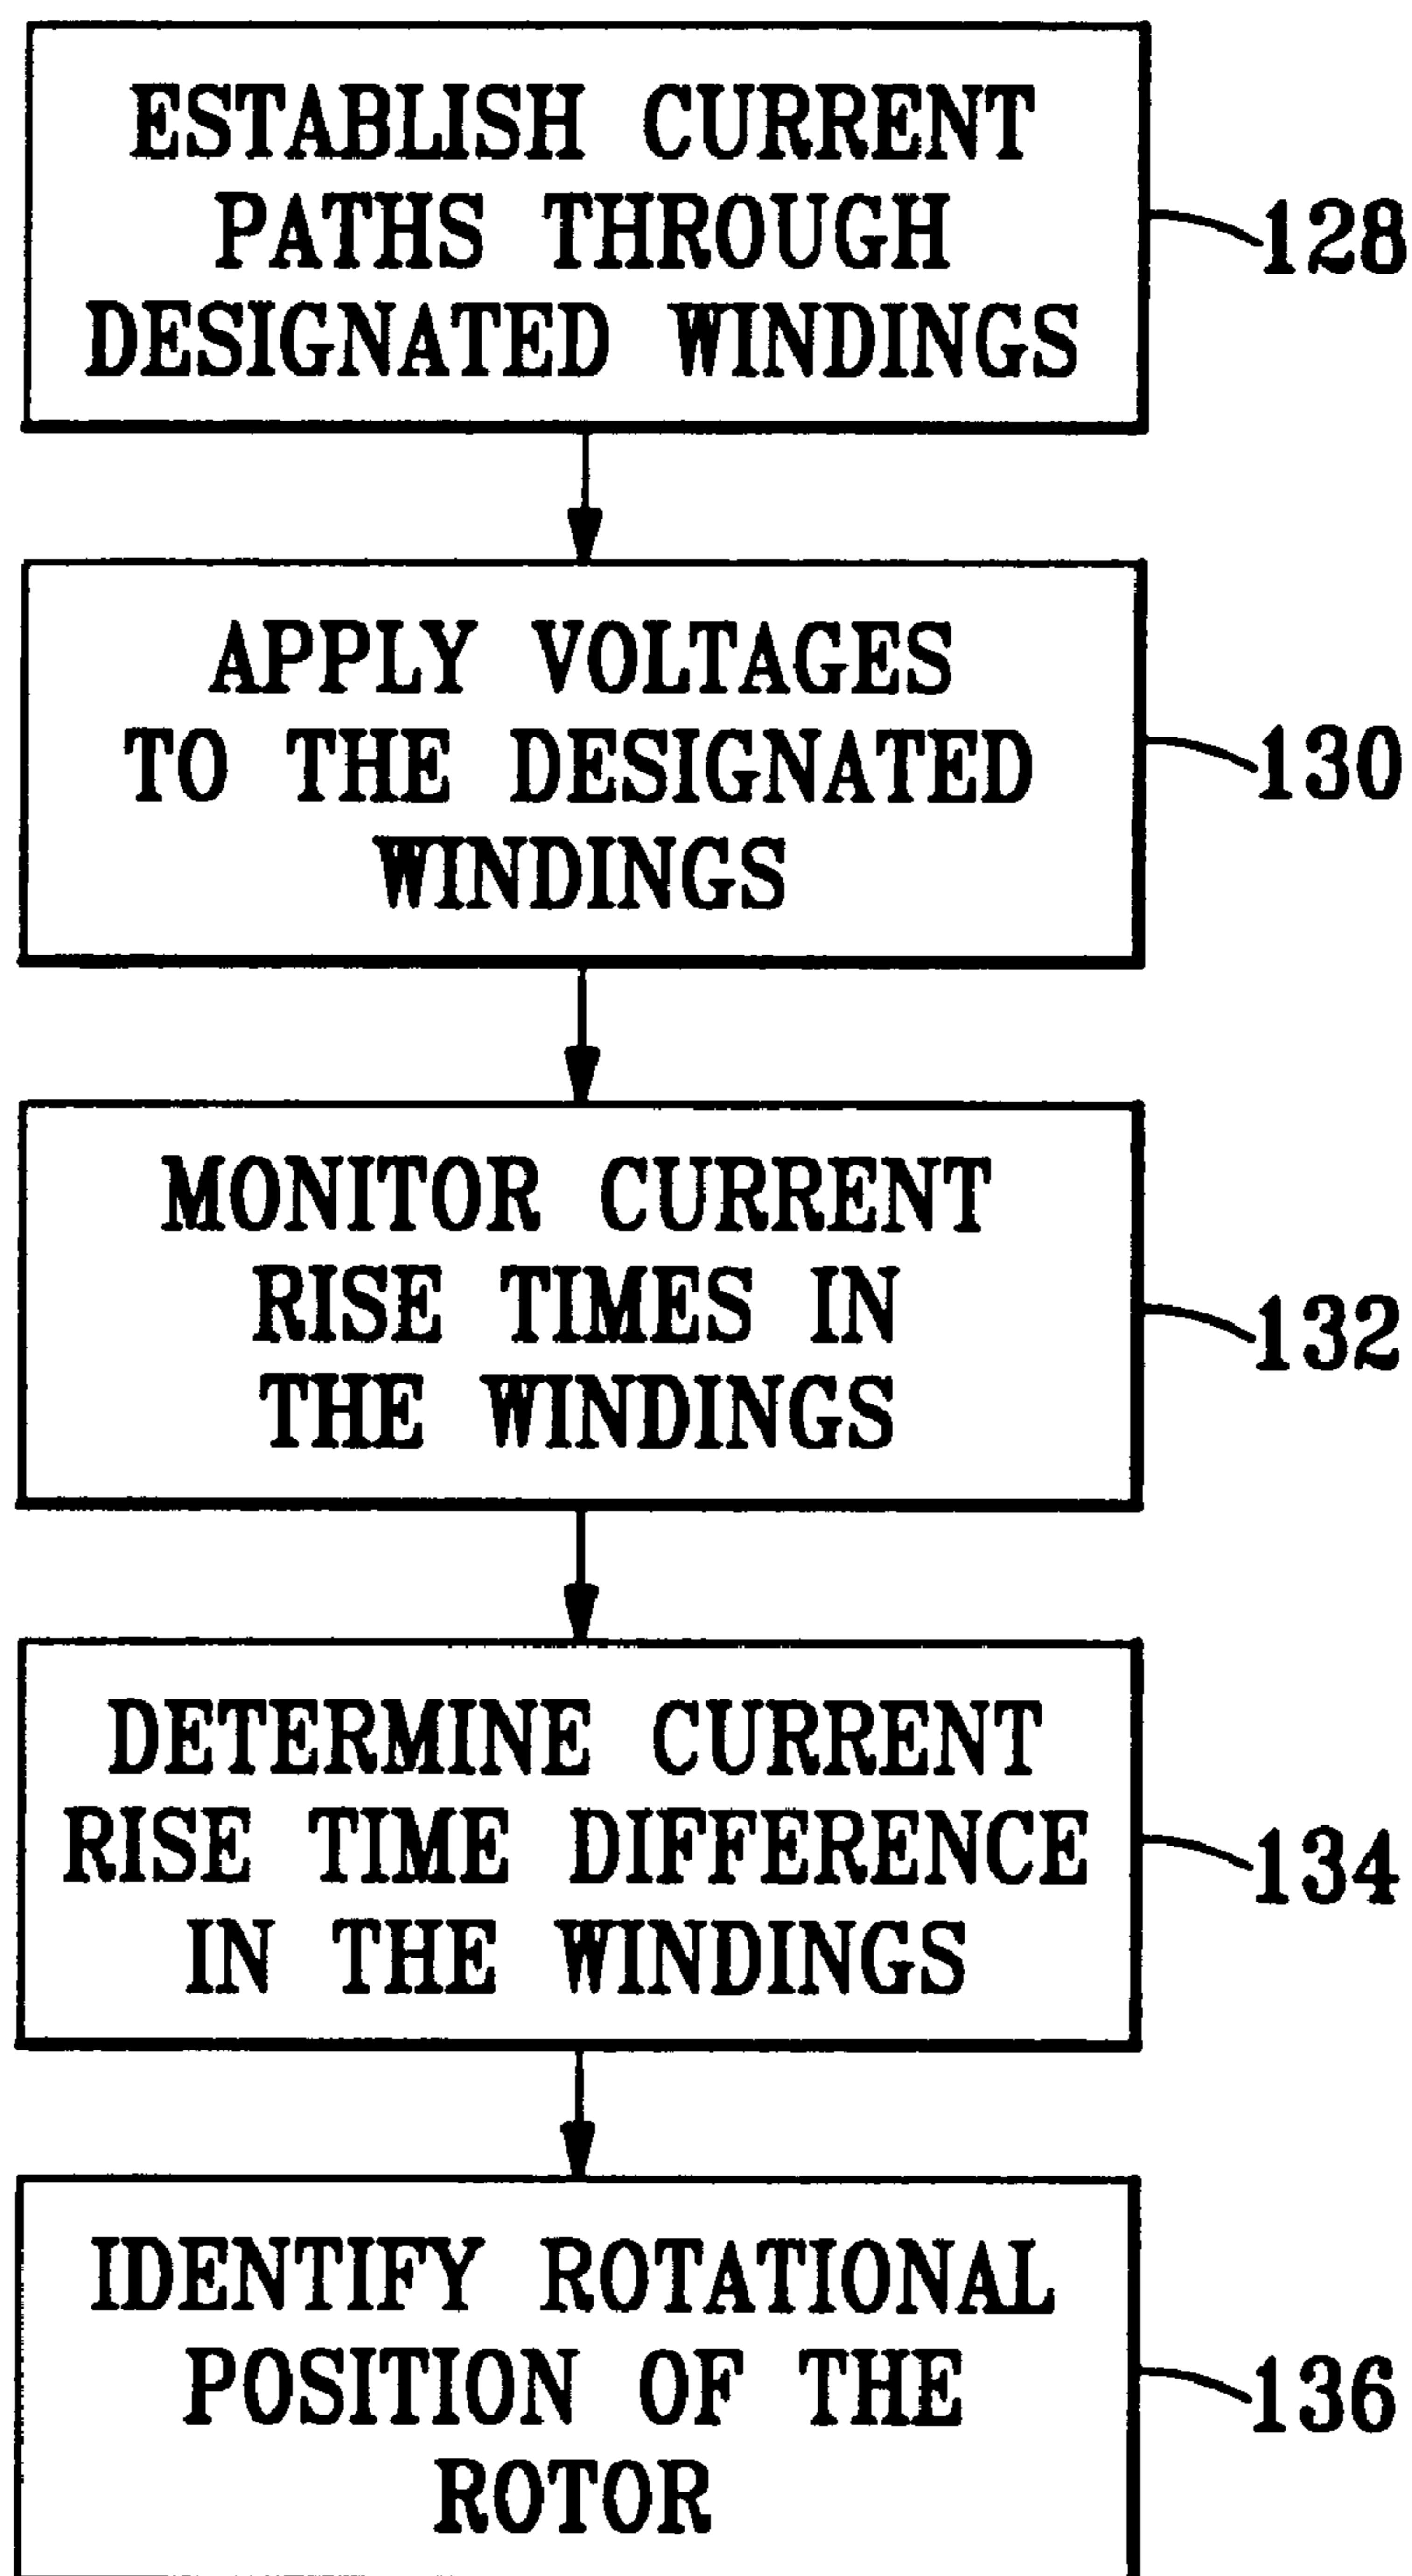 ESTABLISH CURRENT
PATHS THROUGH
DESIGNATED WINDINGS
128
APPLY VOLTAGES
TO THE DESIGNATED
WINDINGS
130
MONITOR CURRENT
RISE TIMES IN
THE WINDINGS
132
DETERMINE CURRENT
RISE TIME DIFFERENCE
IN THE WINDINGS
134
IDENTIFY ROTATIONAL
POSITION OF THE
ROTOR
136